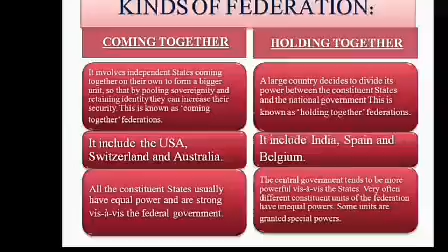 KINDS OF FEDERATION:
COMING TOGETHER
It involves independent States coming
together on their own to form a bigger
unit, so that by pooling sovereignty and
retaining identity they can increase their
security. This is known as 'coming
together' federations.
It include the USA,
Switzerland and Australia.
All the constituent States usually
have equal power and are strong
vis-à-vis the federal government.
HOLDING TOGETHER
A large country decides to divide its
power between the constituent States
and the national government This is
known as 'holding together' federations.
It include India, Spain and
Belgium.
The central government tends to be more
powerful vis-à-vis the States. Very often
different constituent units of the federation
have unequal powers. Some units are
granted special powers.